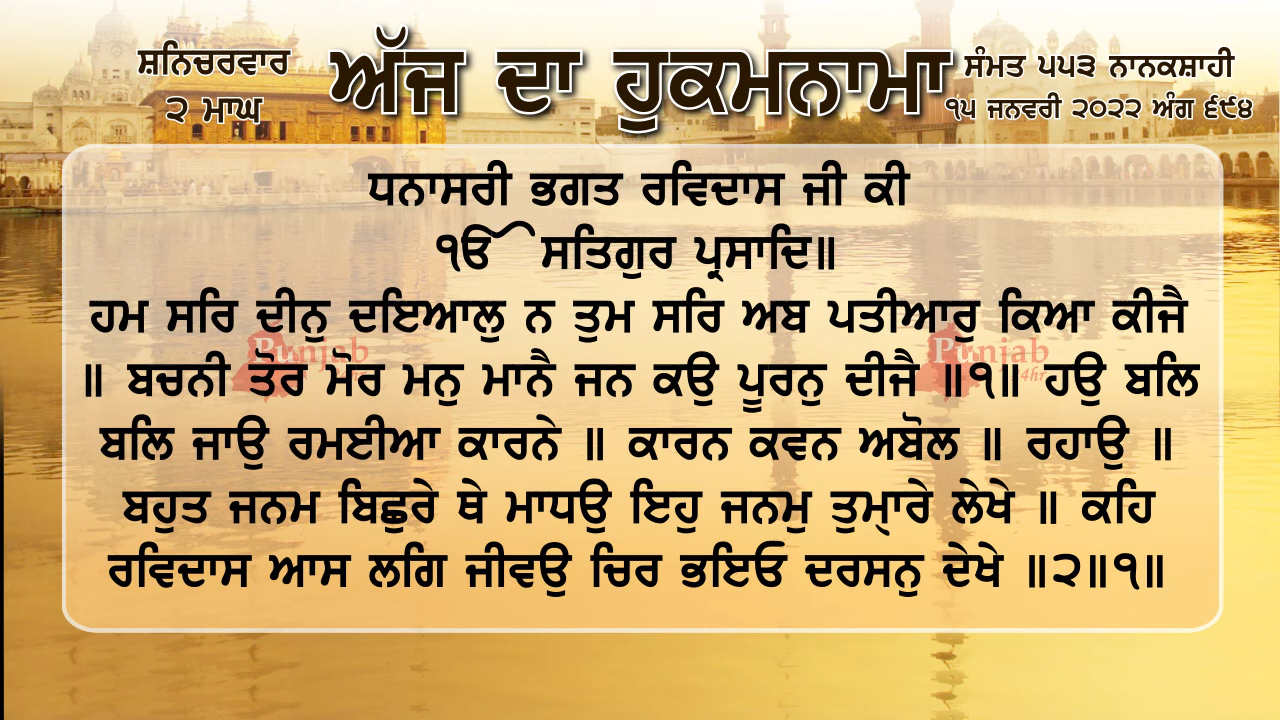 ਸ਼ਨਿਚਰਵਾਰ
੨ ਮਾਘ
ਅੱਜ ਦਾ ਹੁਕਮਨਾਮਾ
ਸੰਮਤ ੫੫੩ ਨਾਨਕਸ਼ਾਹੀ
੧੫ ਜਨਵਰੀ ੨੦੨੨ ਅੰਗ ੬੯੪
ਧਨਾਸਰੀ ਭਗਤ ਰਵਿਦਾਸ ਜੀ ਕੀ
ੴ ਸਤਿਗੁਰ ਪ੍ਰਸਾਦਿ॥
ਹਮ ਸਰਿ ਦੀਨੁ ਦਇਆਲੁ ਨ ਤੁਮ ਸਰਿ ਅਬ ਪਤੀਆਰੁ ਕਿਆ ਕੀਜੈ
॥ ਬਚਨੀ ਤੋਰ ਮੋਰ ਮਨੁ ਮਾਨੈ ਜਨ ਕਉ ਪੂਰਨੁ ਦੀਜੈ ॥੧॥ ਹਉ ਬਲਿ
ਬਲਿ ਜਾਉ ਰਮਈਆ ਕਾਰਨੇ ॥ ਕਾਰਨ ਕਵਨ ਅਬੋਲ ॥ ਰਹਾਉ ॥
ਬਹੁਤ ਜਨਮ ਬਿਛੁਰੇ ਥੇ ਮਾਧਉ ਇਹੁ ਜਨਮੁ ਤੁਮ੍ਹਾਰੇ ਲੇਖੇ ॥ ਕਹਿ
ਰਵਿਦਾਸ ਆਸ ਲਗਿ ਜੀਵਉ ਚਿਰ ਭਇਓ ਦਰਸਨੁ ਦੇਖੇ ॥੨॥੧॥
Punjab
Punjab